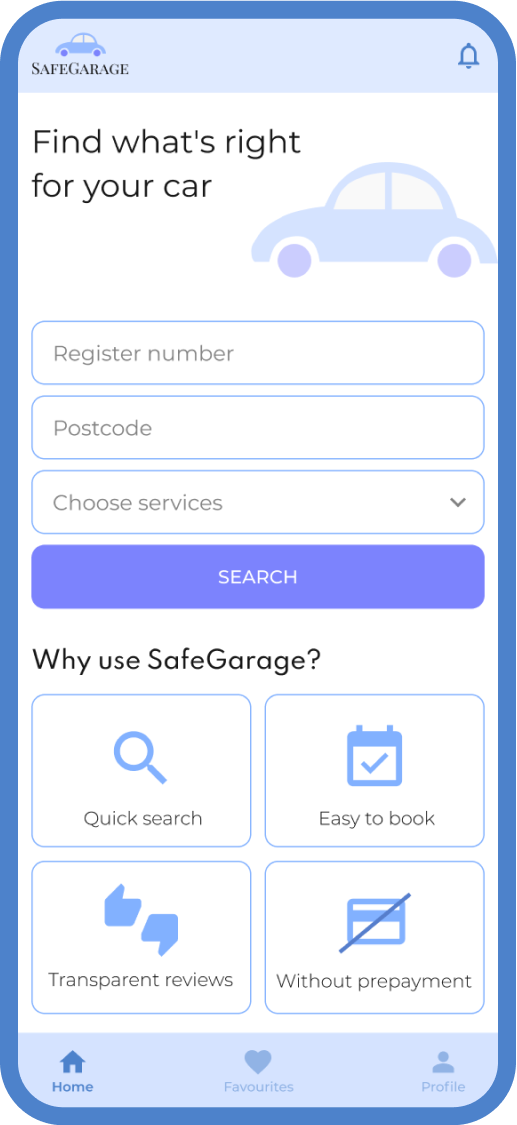 SAFEGARAGE
Find what's right
for your car
Register number
Postcode
Choose services
SEARCH
Why use SafeGarage?
Quick search
Easy to book
Transparent reviews
Without prepayment
Home
Favourites
Profile